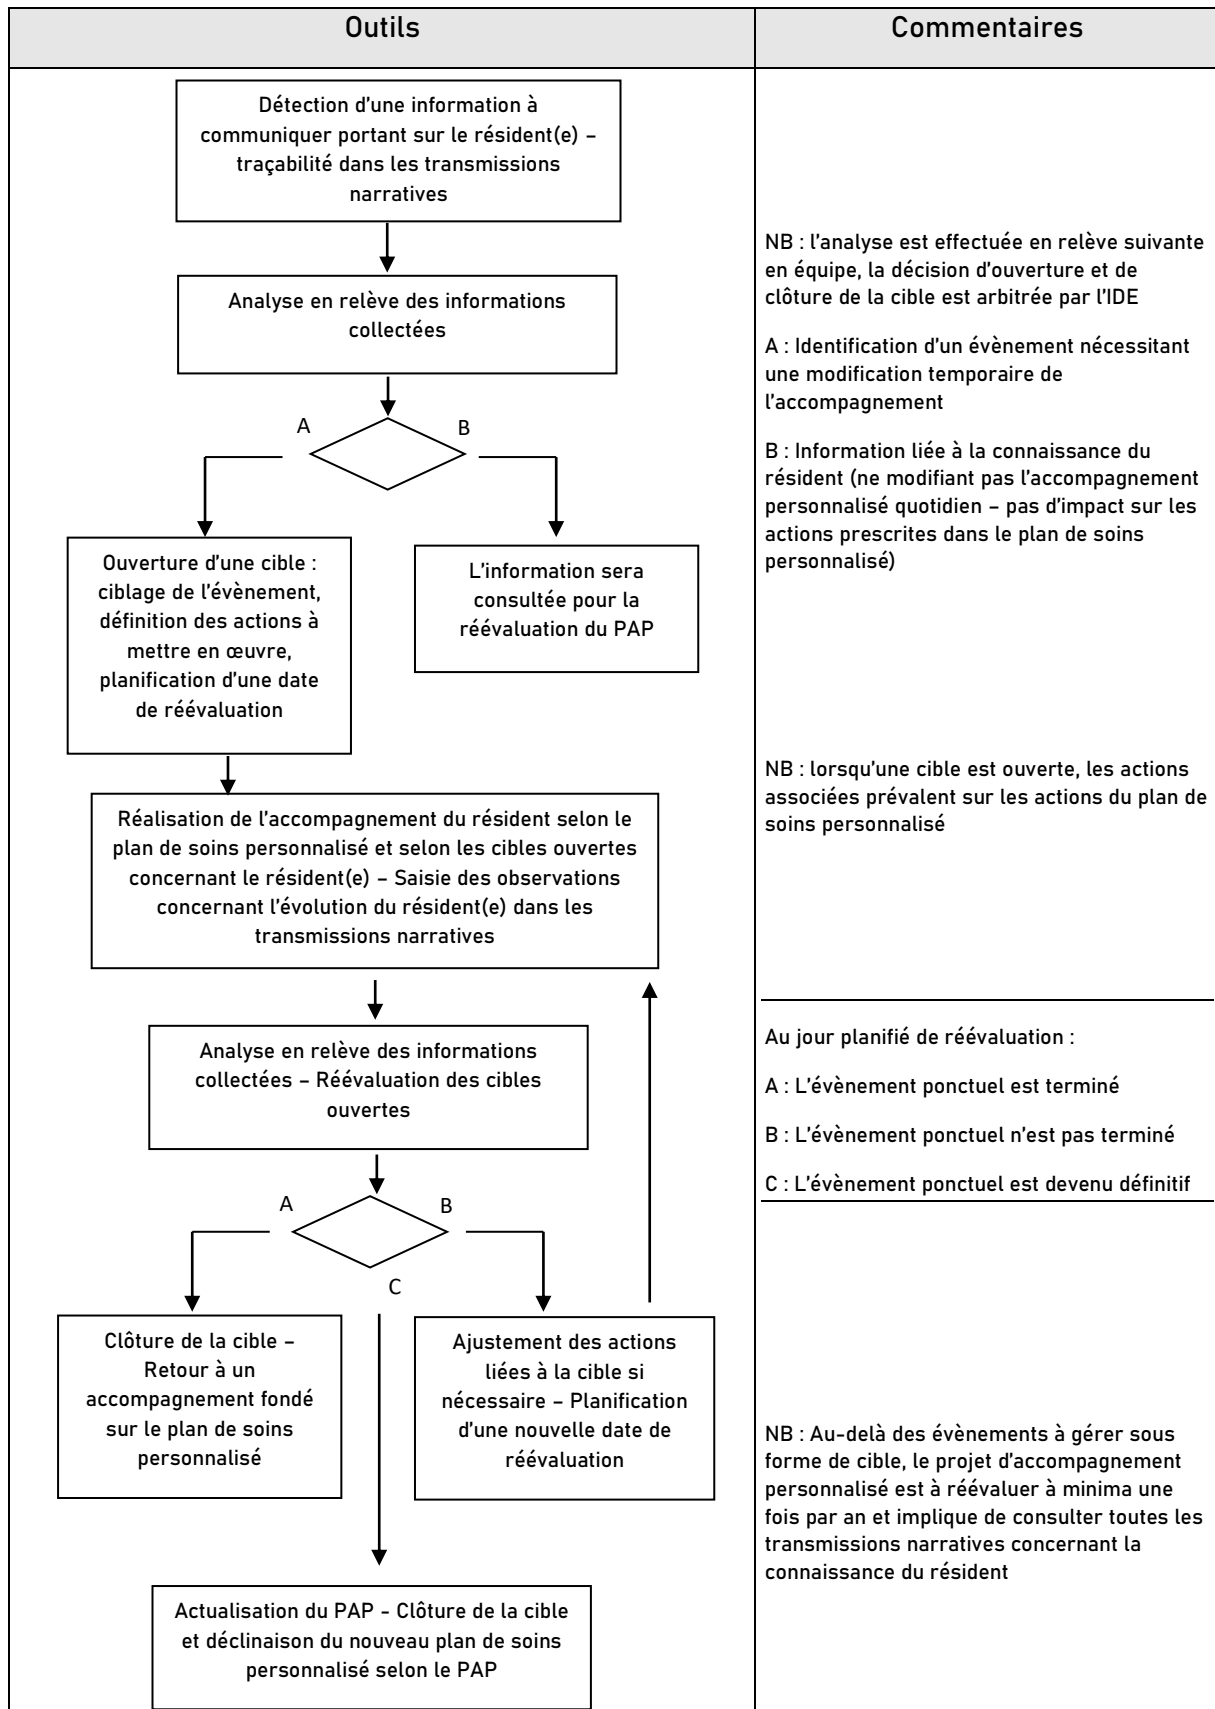 Outils
Commentaires
Détection d’une information à
communiquer portant sur le résident(e) –
traçabilité dans les transmissions
narratives
Analyse en relève des informations
collectées
A
B
Ouverture d’une cible :
ciblage de l’évènement,
définition des actions à
mettre en œuvre,
planification d’une date
de réévaluation
L’information sera
consultée pour la
réévaluation du PAP
Réalisation de l’accompagnement du résident selon le
plan de soins personnalisé et selon les cibles ouvertes
concernant le résident(e) – Saisie des observations
concernant l’évolution du résident(e) dans les
transmissions narratives
Analyse en relève des informations
collectées – Réévaluation des cibles
ouvertes
A
B
C
Clôture de la cible –
Retour à un
accompagnement fondé
sur le plan de soins
personnalisé
Ajustement des actions
liées à la cible si
nécessaire – Planification
d’une nouvelle date de
réévaluation
Actualisation du PAP - Clôture de la cible
et déclinaison du nouveau plan de soins
personnalisé selon le PAP
NB : l’analyse est effectuée en relève suivante
en équipe, la décision d’ouverture et de
clôture de la cible est arbitrée par l’IDE
A : Identification d’un évènement nécessitant
une modification temporaire de
l’accompagnement
B : Information liée à la connaissance du
résident (ne modifiant pas l’accompagnement
personnalisé quotidien – pas d’impact sur les
actions prescrites dans le plan de soins
personnalisé)
NB : lorsqu’une cible est ouverte, les actions
associées prévalent sur les actions du plan de
soins personnalisé
Au jour planifié de réévaluation :
A : L’évènement ponctuel est terminé
B : L’évènement ponctuel n’est pas terminé
C : L’évènement ponctuel est devenu définitif
NB : Au-delà des évènements à gérer sous
forme de cible, le projet d’accompagnement
personnalisé est à réévaluer à minima une
fois par an et implique de consulter toutes les
transmissions narratives concernant la
connaissance du résident